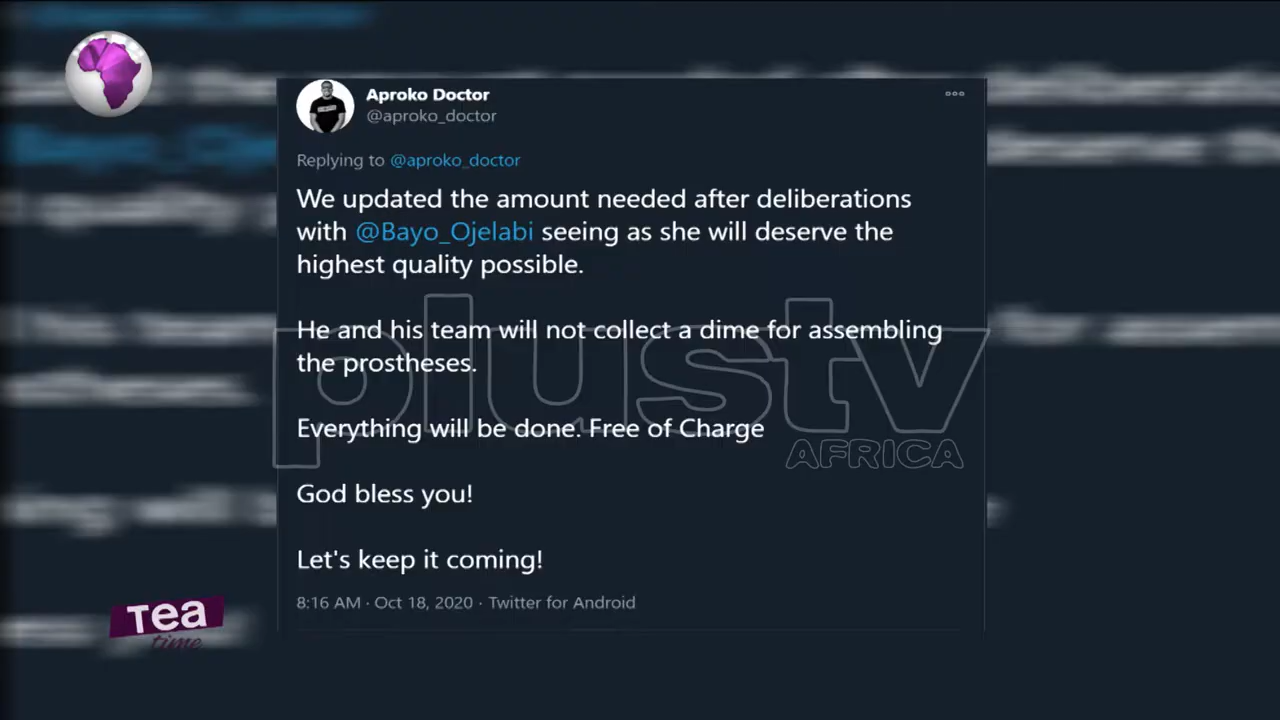 Aproko Doctor
@aproko_doctor
Replying to @aproko_doctor
We updated the amount needed after deliberations
with @Bayo_Ojelabi seeing as she will deserve the
highest quality possible.
He and his team will not collect a dime for assembling
the prostheses.
Everything will be done. Free of Charge
God bless you!
Let's keep it coming!
8:16 AM · Oct 18, 2020 · Twitter for Android
plustv
AFRICA
Tea
time